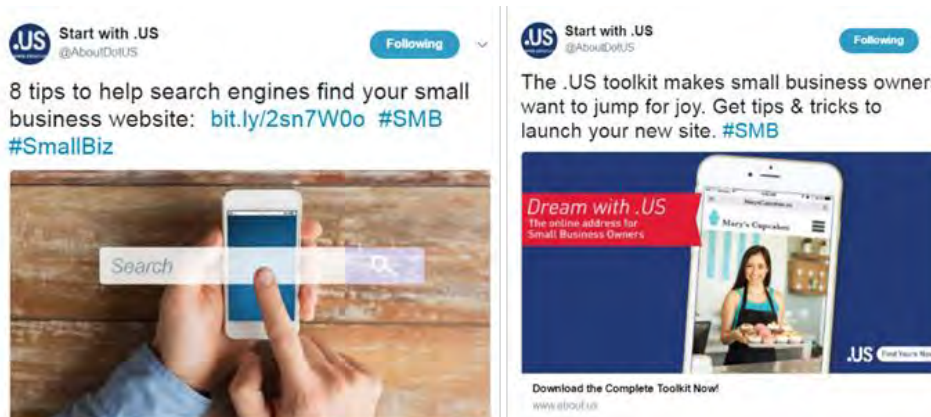 .US
Start with .US
@AboutDotUS
Following
8 tips to help search engines find your small
business website: bit.ly/2sn7W0o #SMB
#SmallBiz
Search
.US
Start with .US
@AboutDotUS
Following
The .US toolkit makes small business owner
want to jump for joy. Get tips & tricks to
launch your new site. #SMB
Dream with .US
The online address for
Small Business Owners
Mary's Cupcakes
.US
Download the Complete Toolkit Now!
www.about.us